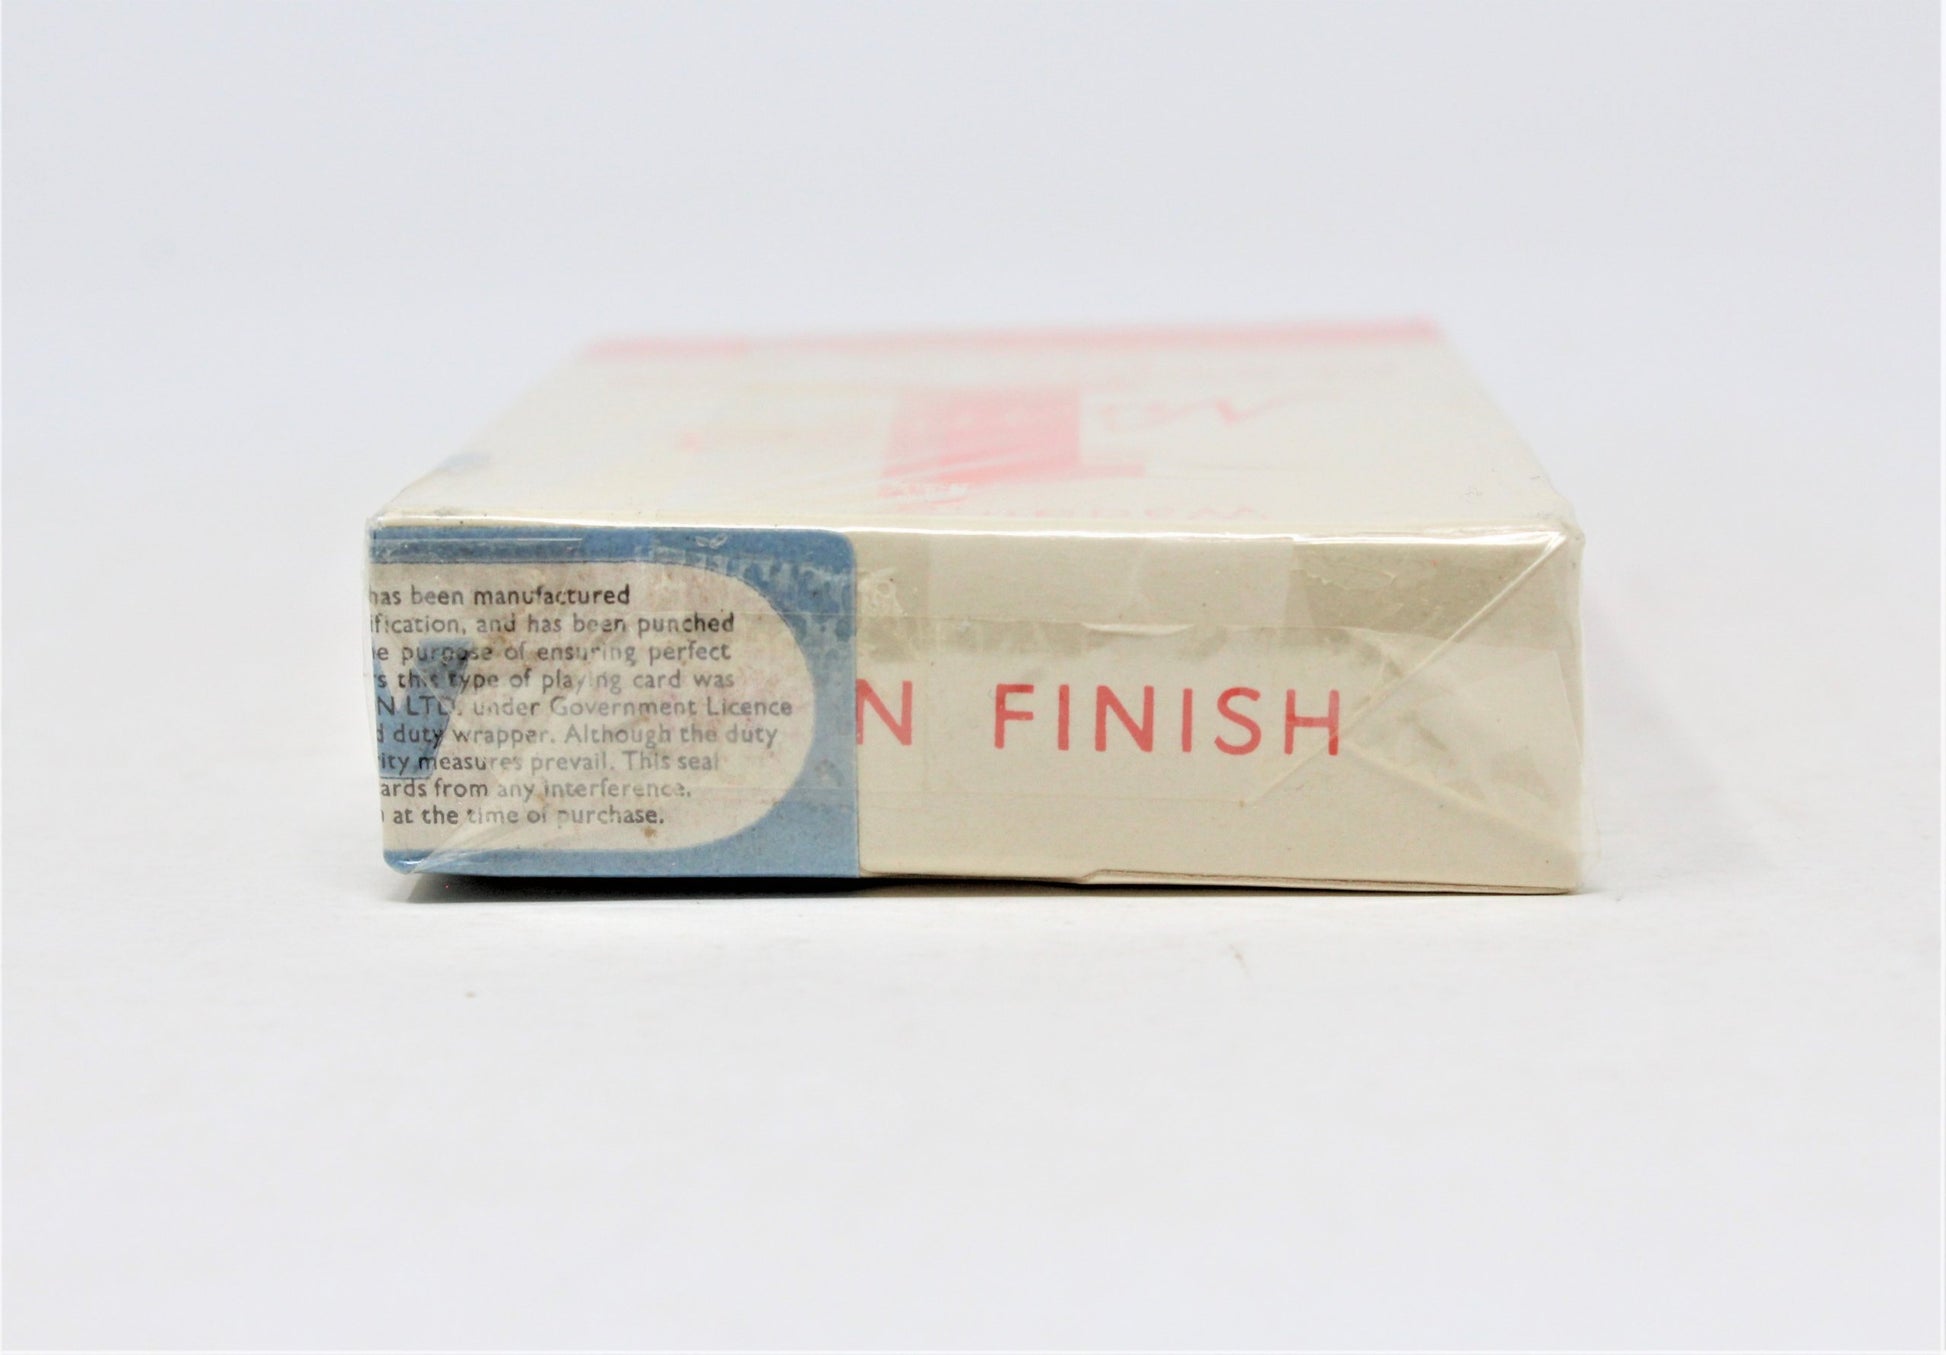 has been manufactured
ification, and has been punched
e purpose of ensuring perfect
s this type of playing card was
N LTD. under Government Licence
d duty wrapper. Although the duty
ity measures prevail. This seal
ards from any interference.
at the time of purchase.
N FINISH